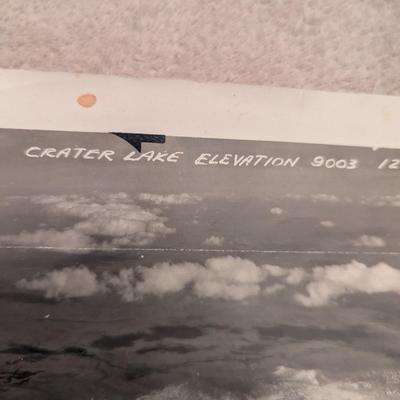 CRATER LAKE ELEVATION 9003 12